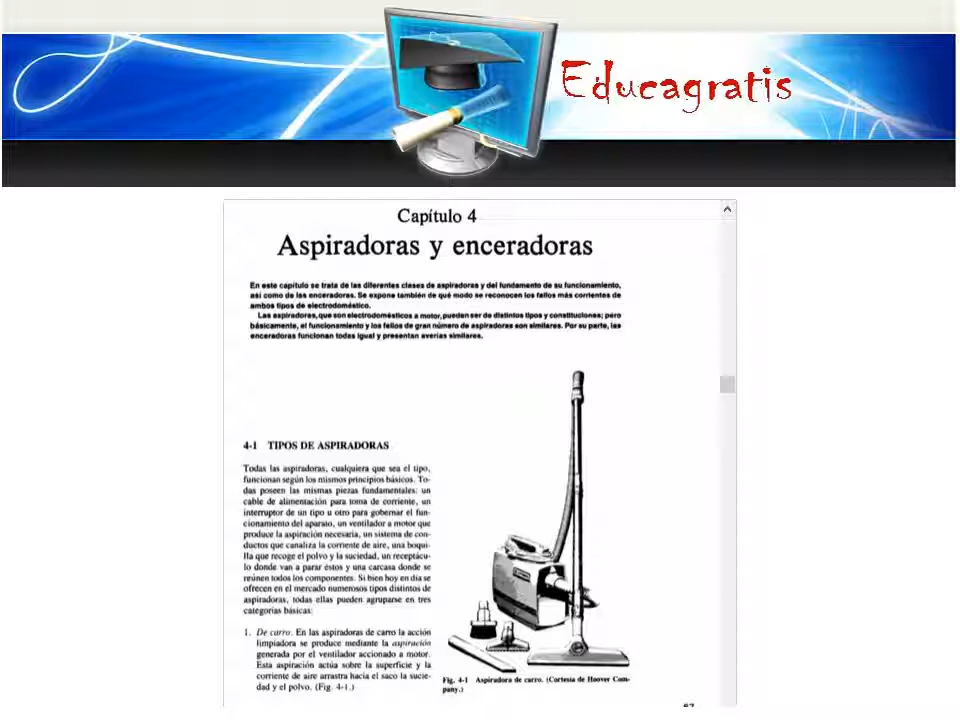 Educagratis
Capítulo 4
Aspiradoras y enceradoras
En este capítulo se trata de las diferentes clases de aspiradoras y del fundamento de su funcionamiento,
así como de las enceradoras. Se expone también de qué modo se reconocen los fallos más corrientes de
ambos tipos de electrodoméstico.
Las aspiradoras, que son electrodomésticos a motor, pueden ser de distintos tipos y constituciones; pero
básicamente, el funcionamiento y los fallos de gran número de aspiradoras son similares. Por su parte, las
enceradoras funcionan todas igual y presentan averías similares.
4-1 TIPOS DE ASPIRADORAS
Todas las aspiradoras, cualquiera que sea el tipo,
funcionan según los mismos principios básicos. To-
das poseen las mismas piezas fundamentales: un
cable de alimentación para toma de corriente, un
interruptor de un tipo u otro para gobernar el fun-
cionamiento del aparato, un ventilador a motor que
produce la aspiración necesaria, un sistema de con-
ductos que canaliza la corriente de aire, una boqui-
lla que recoge el polvo y la suciedad, un receptácu-
lo donde van a parar éstos y una carcasa donde se
reúnen todos los componentes. Si bien hoy en día se
ofrecen en el mercado numerosos tipos distintos de
aspiradoras, todas ellas pueden agruparse en tres
categorías básicas:
1. De carro. En las aspiradoras de carro la acción
limpiadora se produce mediante la aspiración
generada por el ventilador accionado a motor.
Esta aspiración actúa sobre la superficie y la
corriente de aire arrastra hacia el saco la sucie-
dad y el polvo. (Fig. 4-1.)
Fig. 4-1 Aspiradora de carro. (Cortesía de Hoover Com-
pany.)